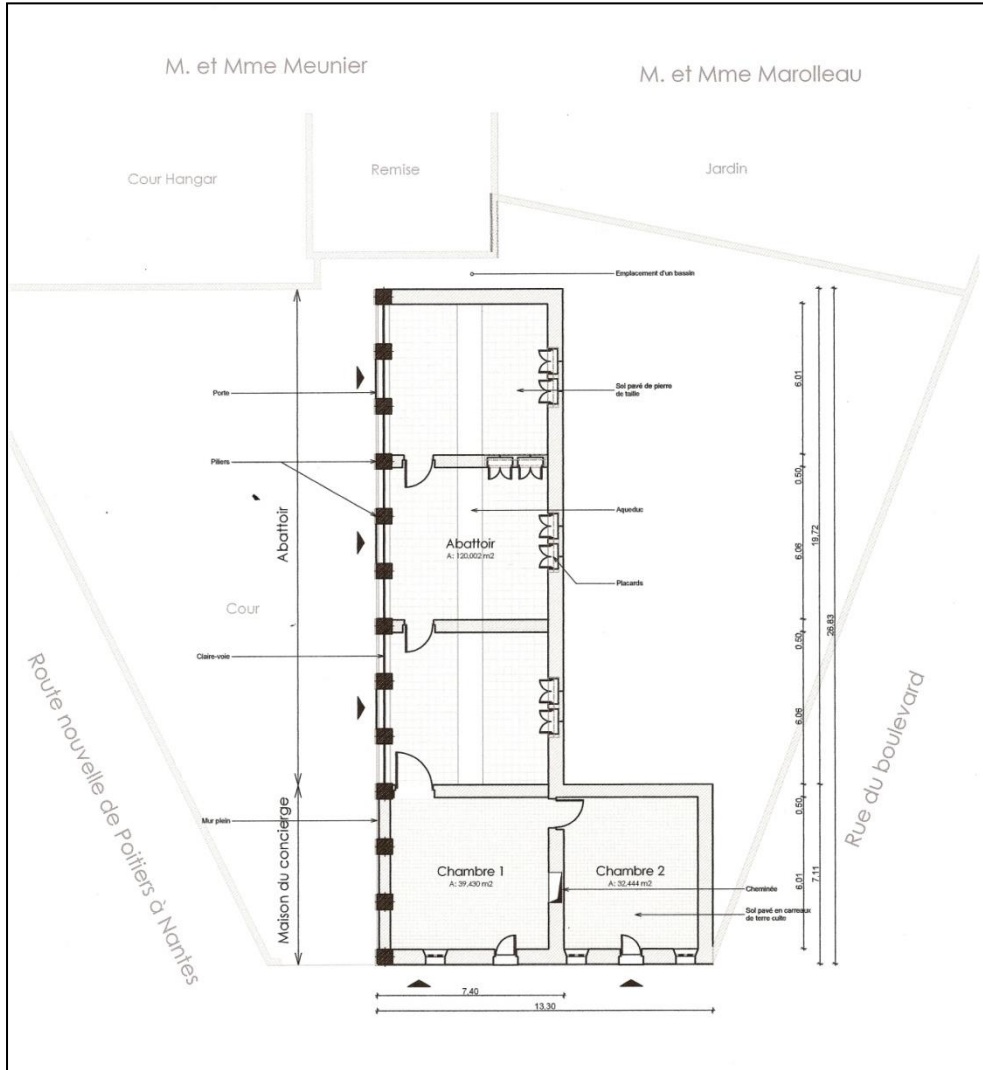 M. et Mme Meunier
M. et Mme Marolleau
Cour Hangar
Remise
Jardin
Emplacement d'un bassin
Porte
Sol pavé de pierre
de taille
6.01
Piliers
0.50
Abattoir
Aqueduc
Abattoir
A: 120,002 m2
19.72
6.06
Placards
Cour
0.50
26.83
Claire-voie
6.06
Route nouvelle de Poitiers à Nantes
Rue du boulevard
Mur plein
0.50
Maison du concierge
Chambre 1
A: 39,430 m2
Chambre 2
A: 32,444 m2
Cheminée
6.01
7.11
Sol pavé en carreaux
de terre cuite
7.40
13.30